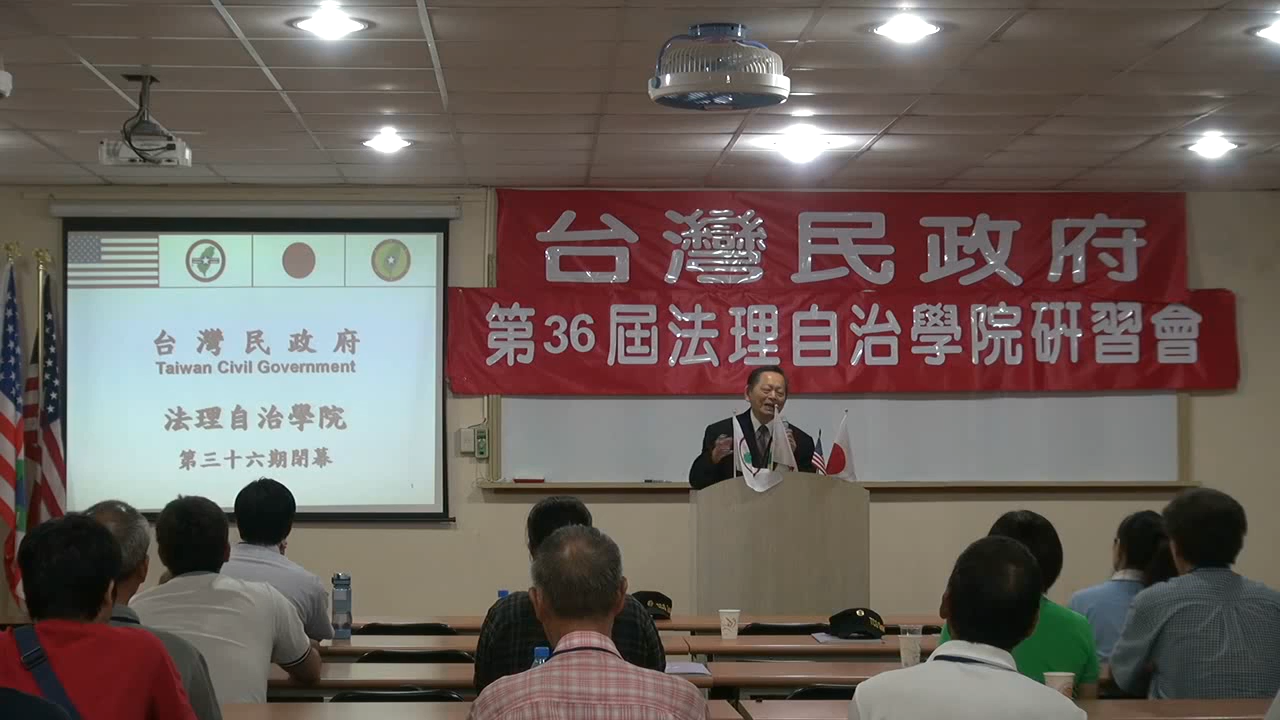 台灣民政府
第36屆法理自治學院研習會
台灣民政府
Taiwan Civil Government
法理自治學院
第三十六期閉幕
1